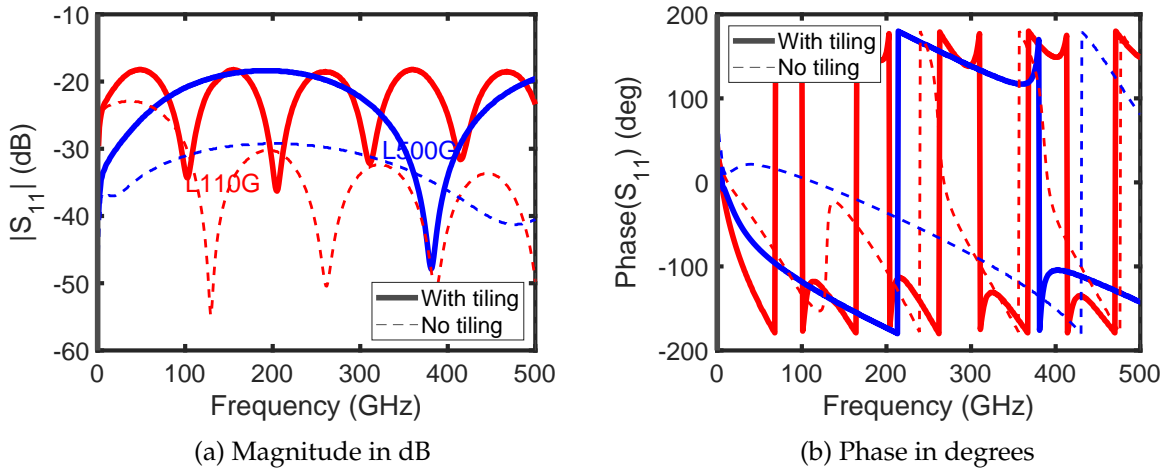 -10
-20
-30
-40
-50
-60
|S11| (dB)
L110G
L500G
With tiling
No tiling
0 100 200 300 400 500
Frequency (GHz)
(a) Magnitude in dB
200
100
0
-100
-200
Phase(S11) (deg)
With tiling
No tiling
0 100 200 300 400 500
Frequency (GHz)
(b) Phase in degrees